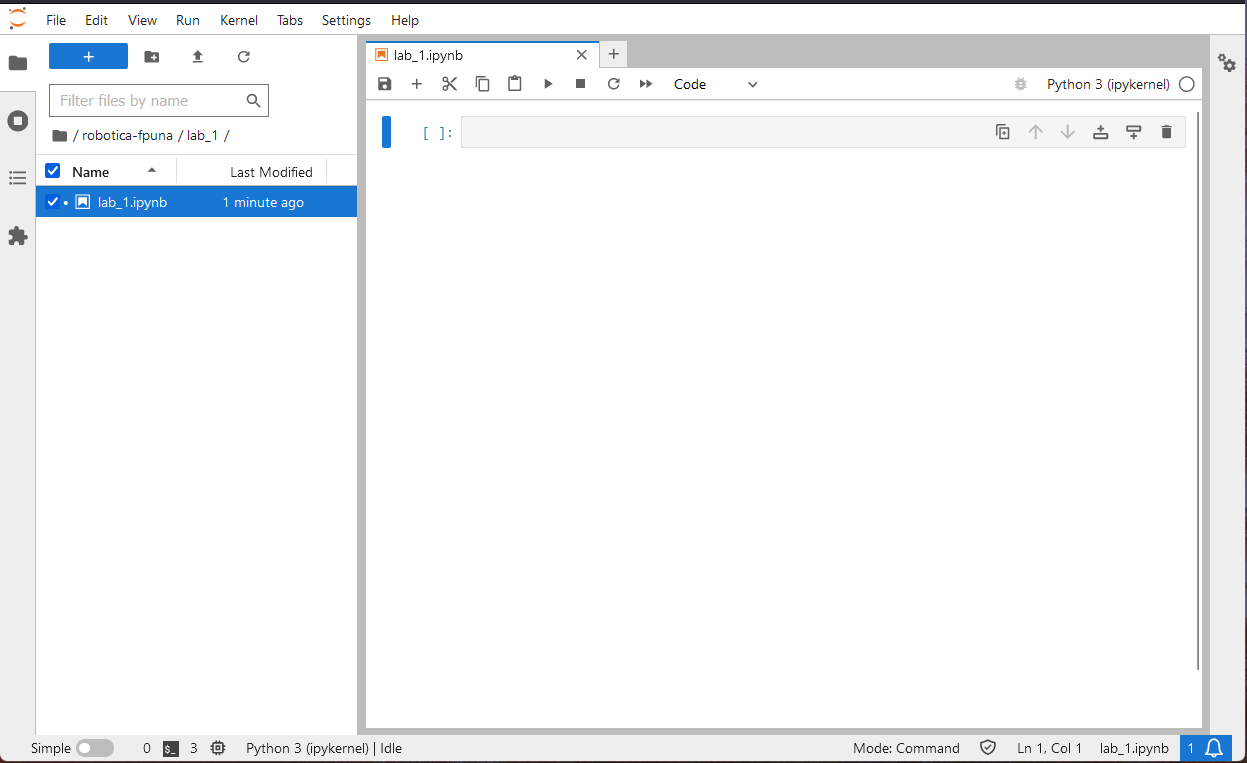 File Edit View Run Kernel Tabs Settings Help
lab_1.ipynb
Filter files by name
Code
Python 3 (ipykernel)
/ robotica-fpuna / lab_1 /
[ ]:
Name Last Modified
lab_1.ipynb 1 minute ago
Simple 0 $_ 3 Python 3 (ipykernel) | Idle Mode: Command Ln 1, Col 1 lab_1.ipynb 1